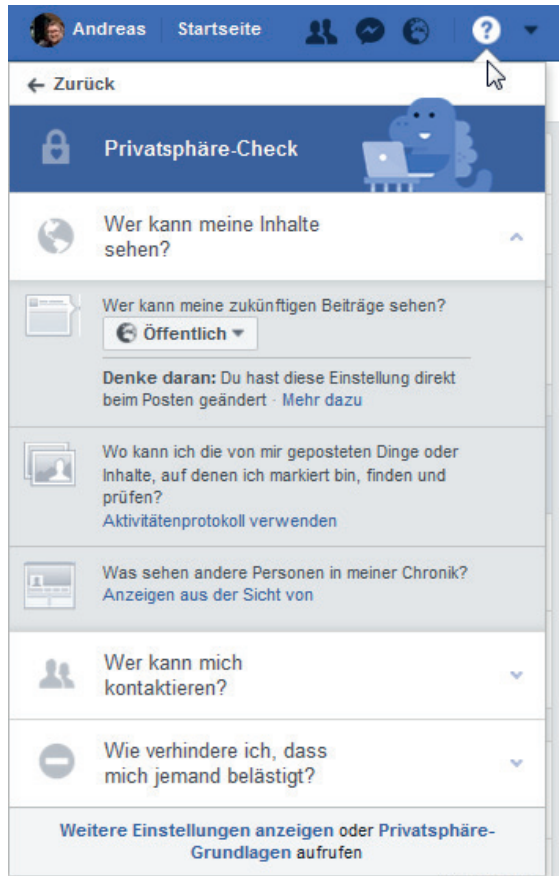 Andreas Startseite ?
← Zurück
Privatsphäre-Check
Wer kann meine Inhalte
sehen?
Wer kann meine zukünftigen Beiträge sehen?
Öffentlich
Denke daran: Du hast diese Einstellung direkt
beim Posten geändert · Mehr dazu
Wo kann ich die von mir geposteten Dinge oder
Inhalte, auf denen ich markiert bin, finden und
prüfen?
Aktivitätenprotokoll verwenden
Was sehen andere Personen in meiner Chronik?
Anzeigen aus der Sicht von
Wer kann mich
kontaktieren?
Wie verhindere ich, dass
mich jemand belästigt?
Weitere Einstellungen anzeigen oder Privatsphäre-
Grundlagen aufrufen